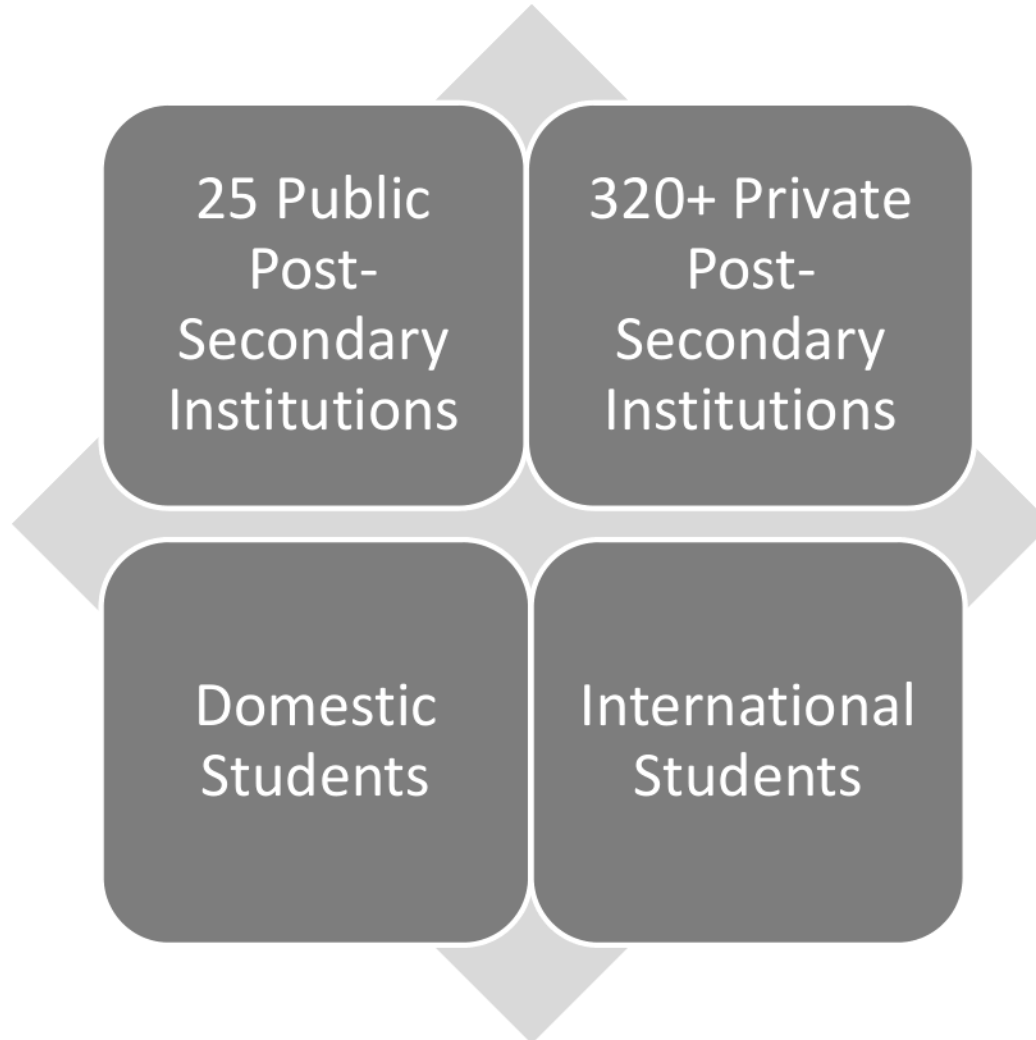 25 Public
Post-
Secondary
Institutions
320+ Private
Post-
Secondary
Institutions
Domestic
Students
International
Students